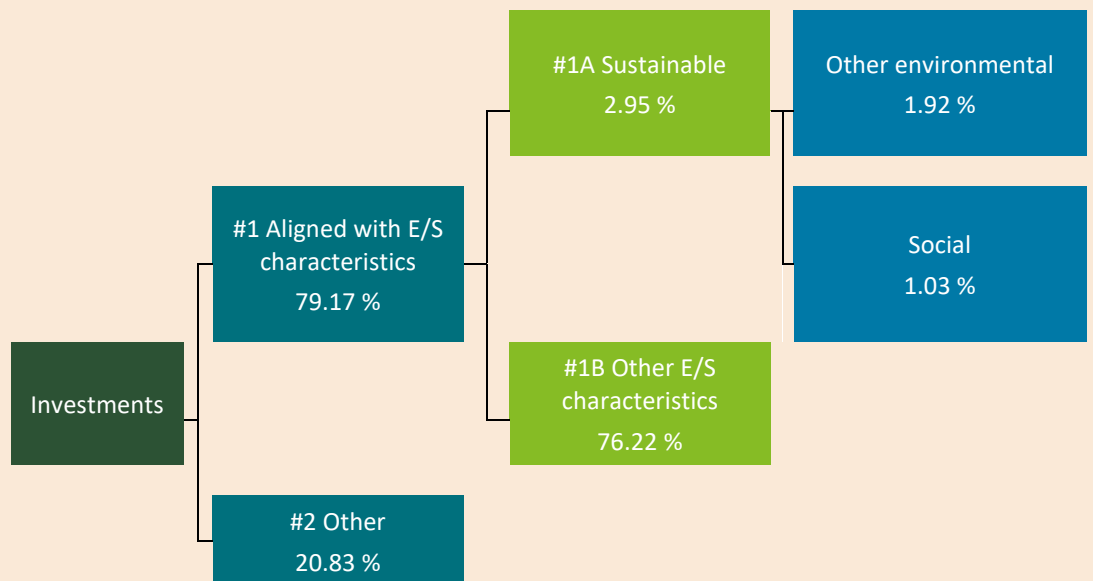 #1A Sustainable
2.95 %
Other environmental
1.92 %
#1 Aligned with E/S
characteristics
79.17 %
Social
1.03 %
Investments
#1B Other E/S
characteristics
76.22 %
#2 Other
20.83 %